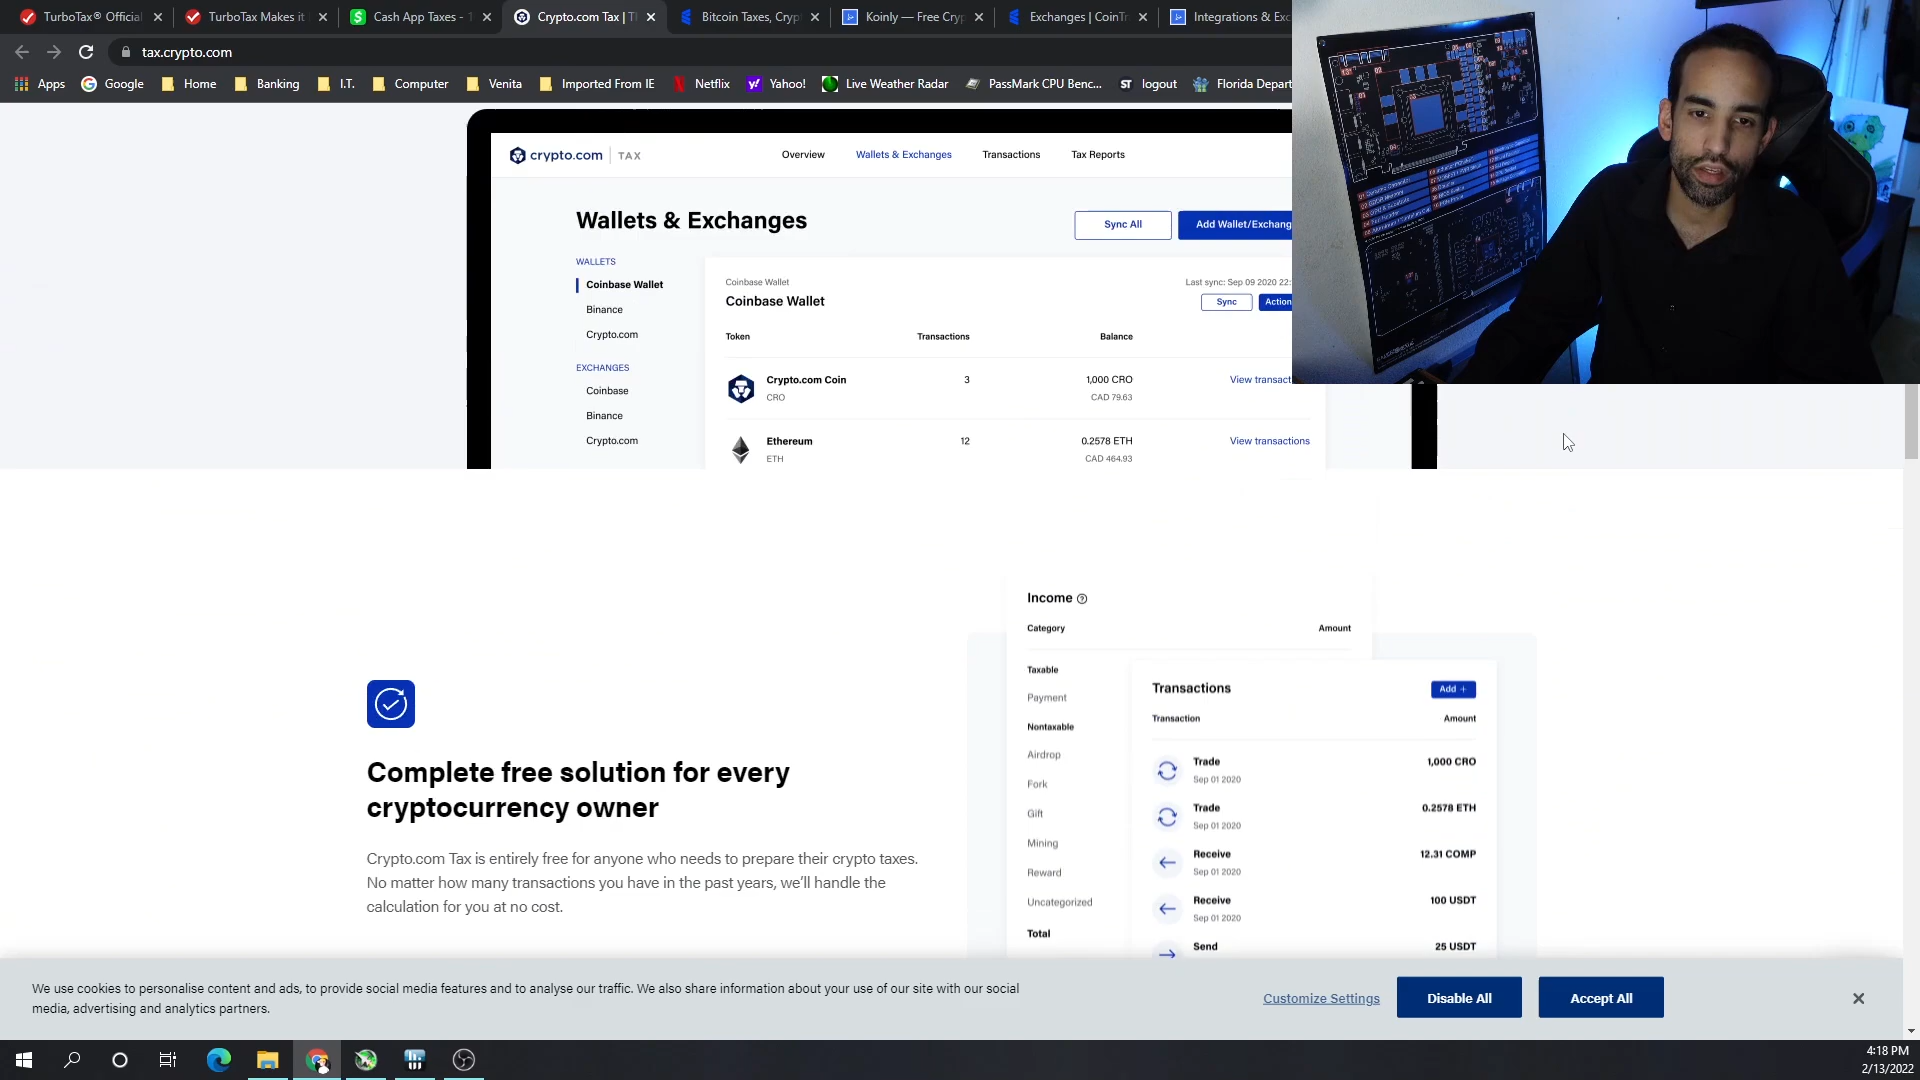 TurboTax® Official
TurboTax Makes it
Cash App Taxes - 1
Crypto.com Tax | T
Bitcoin Taxes, Cryp
Koinly — Free Cryp
Exchanges | CoinTr
Integrations & Exc
tax.crypto.com
Apps
Google
Home
Banking
I.T.
Computer
Venita
Imported From IE
Netflix
Yahoo!
Live Weather Radar
PassMark CPU Benc...
ST logout
Florida Depart
crypto.com | TAX
Overview
Wallets & Exchanges
Transactions
Tax Reports
Wallets & Exchanges
Sync All
Add Wallet/Exchang
WALLETS
Coinbase Wallet
Binance
Crypto.com
EXCHANGES
Coinbase
Binance
Crypto.com
Coinbase Wallet
Last sync: Sep 09 2020 22:
Coinbase Wallet
Sync
Action
Token
Transactions
Balance
Crypto.com Coin
3
1,000 CRO
View transact
CRO
CAD 79.63
Ethereum
12
0.2578 ETH
View transactions
ETH
CAD 464.93
Complete free solution for every
cryptocurrency owner
Crypto.com Tax is entirely free for anyone who needs to prepare their crypto taxes.
No matter how many transactions you have in the past years, we'll handle the
calculation for you at no cost.
Income
Category
Amount
Taxable
Payment
Nontaxable
Airdrop
Fork
Gift
Mining
Reward
Uncategorized
Total
Transactions
Add +
Transaction
Amount
Trade
1,000 CRO
Sep 01 2020
Trade
0.2578 ETH
Sep 01 2020
Receive
12.31 COMP
Sep 01 2020
Receive
100 USDT
Sep 01 2020
Send
25 USDT
We use cookies to personalise content and ads, to provide social media features and to analyse our traffic. We also share information about your use of our site with our social
media, advertising and analytics partners.
Customize Settings
Disable All
Accept All
4:18 PM
2/13/2022